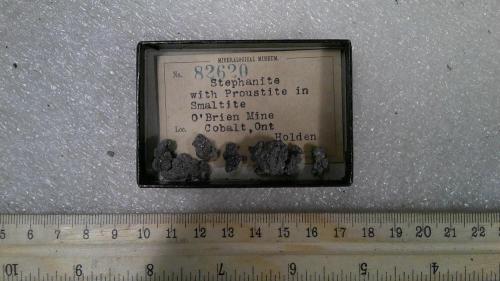 MINERALOGICAL MUSEUM.
No. 82620
Stephanite
with Proustite in
Smaltite
O'Brien Mine
Loc. Cobalt,Ont
Holden
5 6 7 8 9 10 11 12 13 14 15 16 17 18 19 20 21 22
10 9 8 7 6 5 4